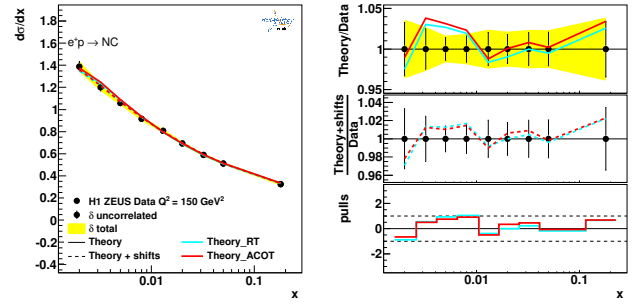 dσ/dx
1.8
1.6
1.4
1.2
1
0.8
0.6
0.4
0.2
0
-0.2
-0.4
e⁺p → NC
H1 ZEUS Data Q² = 150 GeV²
δ uncorrelated
δ total
Theory
Theory + shifts
Theory_RT
Theory_ACOT
0.01
0.1
x
Theory/Data
1.05
1
0.95
Theory+shifts
Data
1.04
1.02
1
0.98
0.96
pulls
2
0
-2
0.01
0.1
x